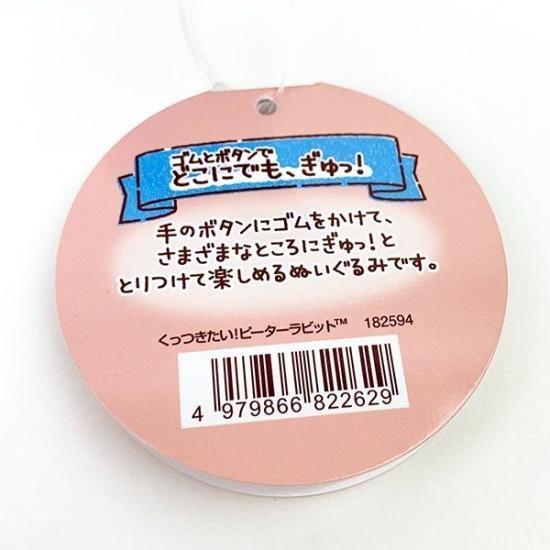 ゴムとボタンで
どこにでも、ぎゅっ!
手のボタンにゴムをかけて、
さまざまなところにぎゅっ!と
とりつけて楽しめるぬいぐるみです。
くっつきたい!ピーターラビット™ 182594
4 979866 822629